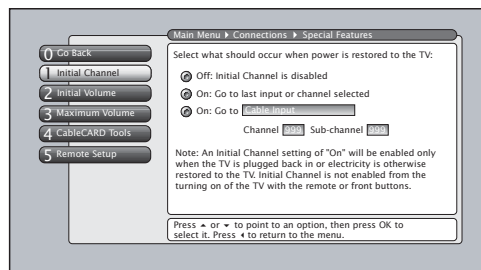 Main Menu ▸ Connections ▸ Special Features
0 Go Back
1 Initial Channel
2 Initial Volume
3 Maximum Volume
4 CableCARD Tools
5 Remote Setup
Select what should occur when power is restored to the TV:
Off: Initial Channel is disabled
On: Go to last input or channel selected
On: Go to Cable Input
Channel 999 Sub-channel 999
Note: An Initial Channel setting of "On" will be enabled only
when the TV is plugged back in or electricity is otherwise
restored to the TV. Initial Channel is not enabled from the
turning on of the TV with the remote or front buttons.
Press ▴ or ▾ to point to an option, then press OK to
select it. Press ◂ to return to the menu.